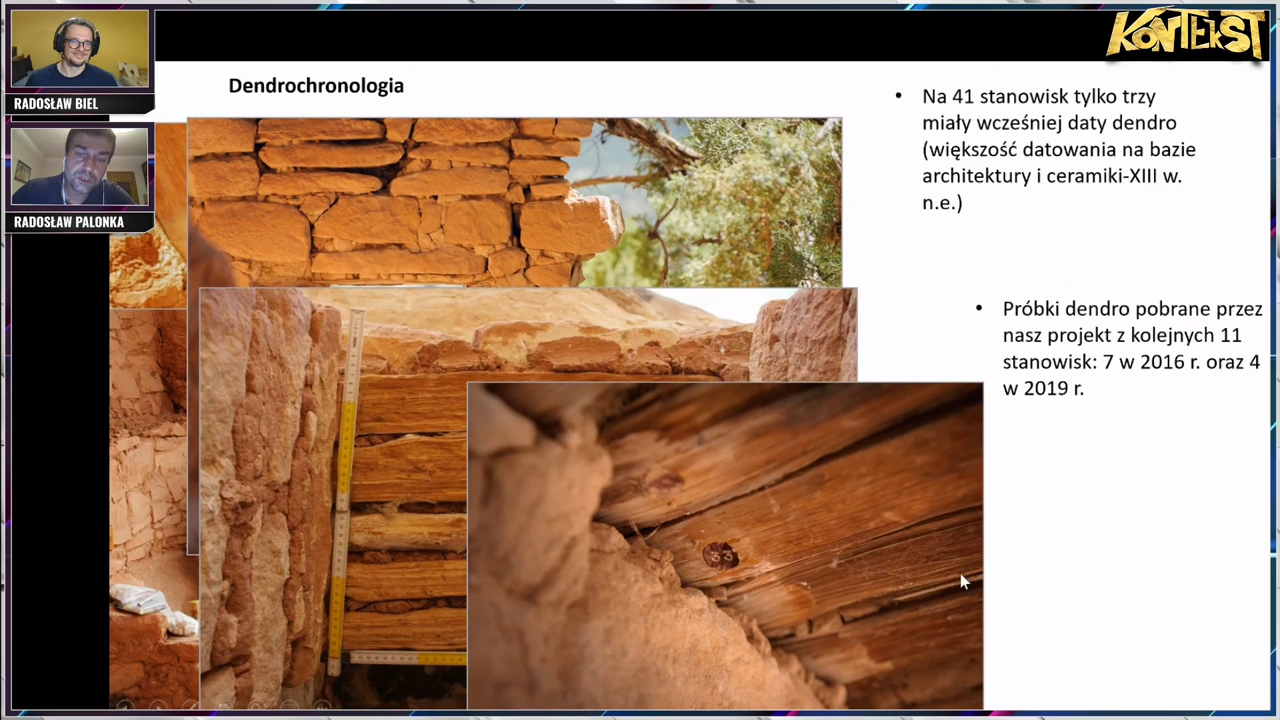 KONTEKST
RADOSŁAW BIEL
RADOSŁAW PALONKA
Dendrochronologia
• Na 41 stanowisk tylko trzy
miały wcześniej daty dendro
(większość datowania na bazie
architektury i ceramiki-XIII w.
n.e.)
• Próbki dendro pobrane przez
nasz projekt z kolejnych 11
stanowisk: 7 w 2016 r. oraz 4
w 2019 r.
33